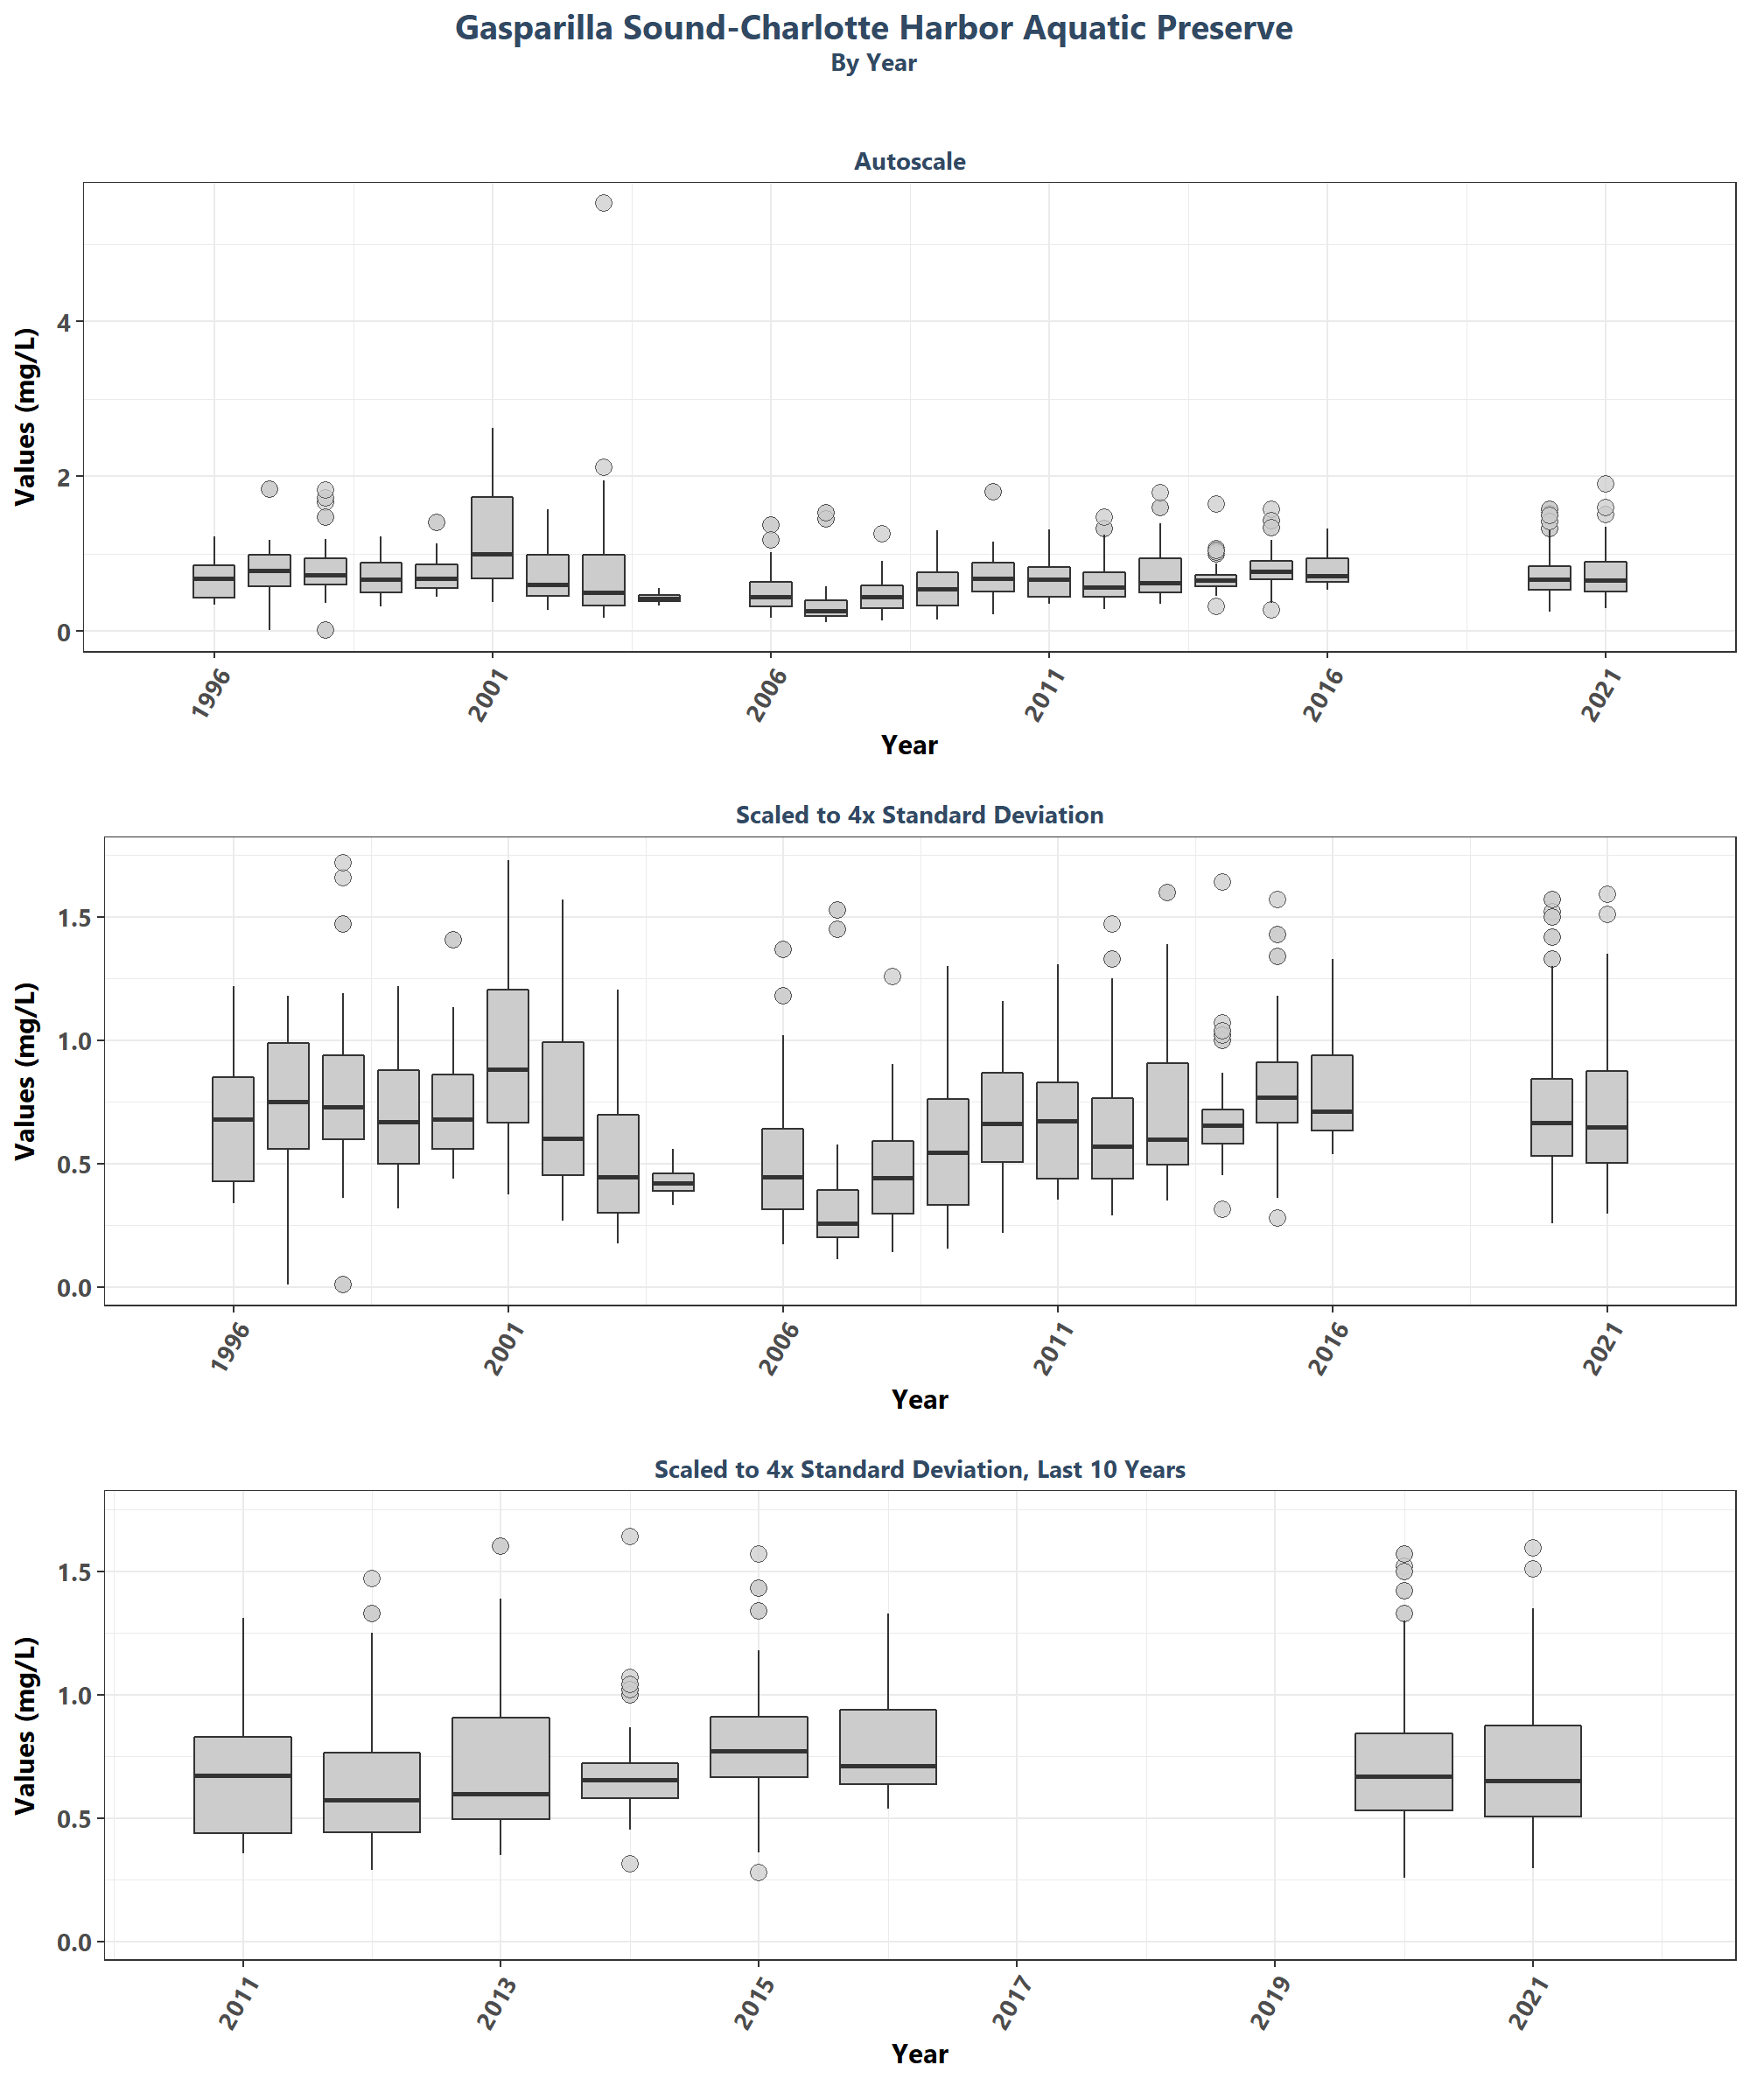 Gasparilla Sound-Charlotte Harbor Aquatic Preserve
By Year
Autoscale
Values (mg/L)
4
2
0
1996
2001
2006
2011
2016
2021
Year
Scaled to 4x Standard Deviation
Values (mg/L)
1.5
1.0
0.5
0.0
1996
2001
2006
2011
2016
2021
Year
Scaled to 4x Standard Deviation, Last 10 Years
Values (mg/L)
1.5
1.0
0.5
0.0
2011
2013
2015
2017
2019
2021
Year